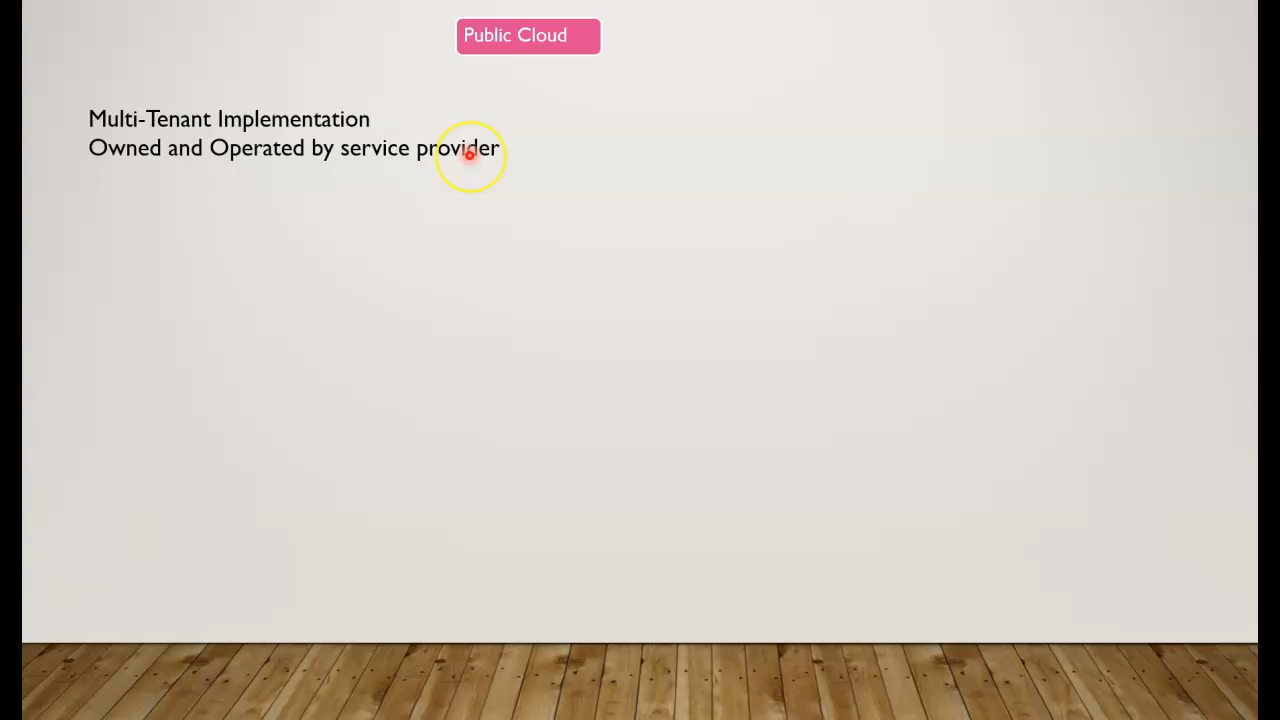 Public Cloud
Multi-Tenant Implementation
Owned and Operated by service provider